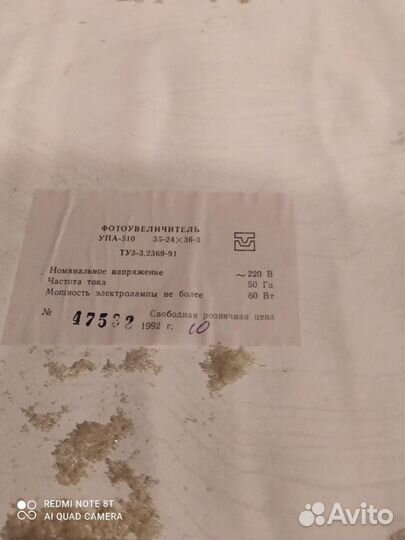 ФОТОУВЕЛИЧИТЕЛЬ
УПА-510 35-24×36-3
ТУ3-3.2369-91
Номинальное напряжение ~ 220 В
Частота тока 50 Гц
Мощность электролампы не более 60 Вт
№ 47532 Свободная розничная цена
1992 г. 10
REDMI NOTE 8T
AI QUAD CAMERA
Avito